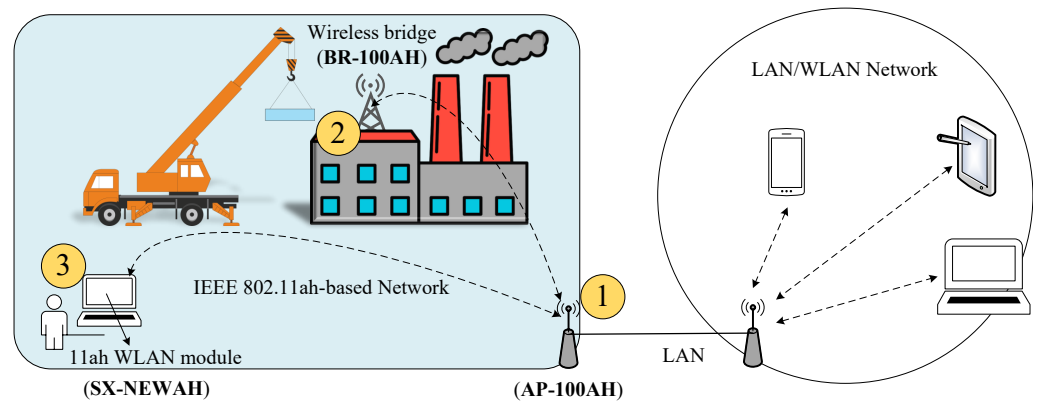 Wireless bridge
(BR-100AH)
2
3
IEEE 802.11ah-based Network
1
11ah WLAN module
(SX-NEWAH)
(AP-100AH)
LAN
LAN/WLAN Network